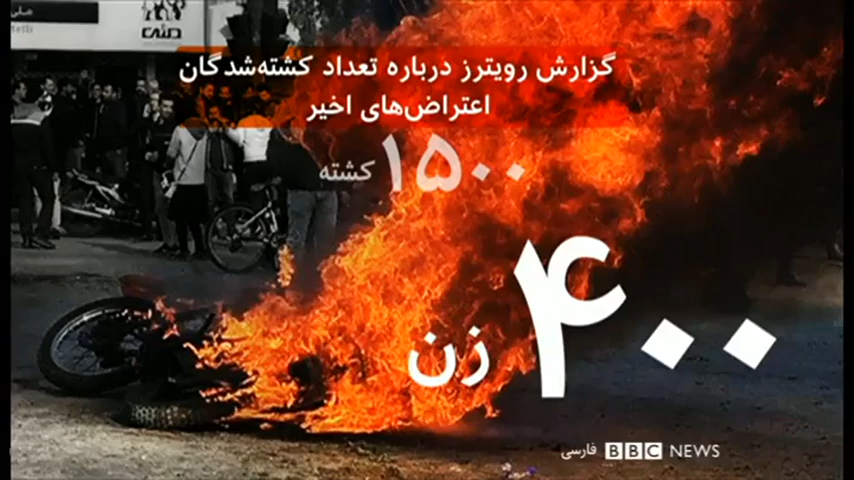 گزارش رویترز درباره تعداد کشته‌شدگان
اعتراض‌های اخیر
۱۵۰۰ کشته
۴۰۰ زن
BBC NEWS فارسی